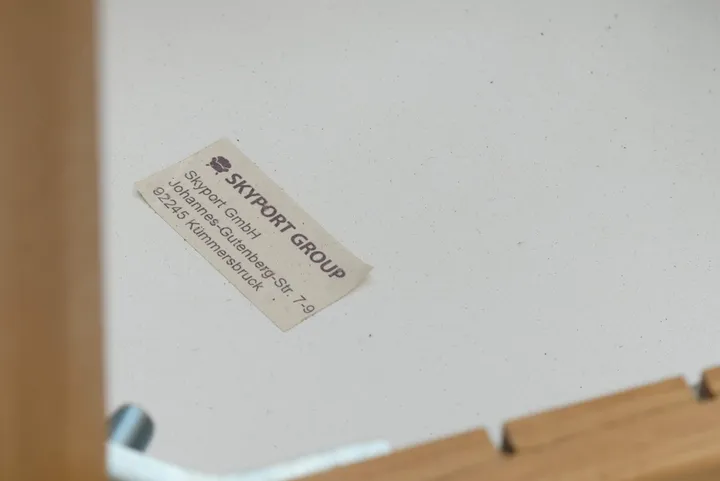 SKYPORT GROUP
Skyport GmbH
Johannes-Gutenberg-Str. 7-9
92245 Kümmersbruck